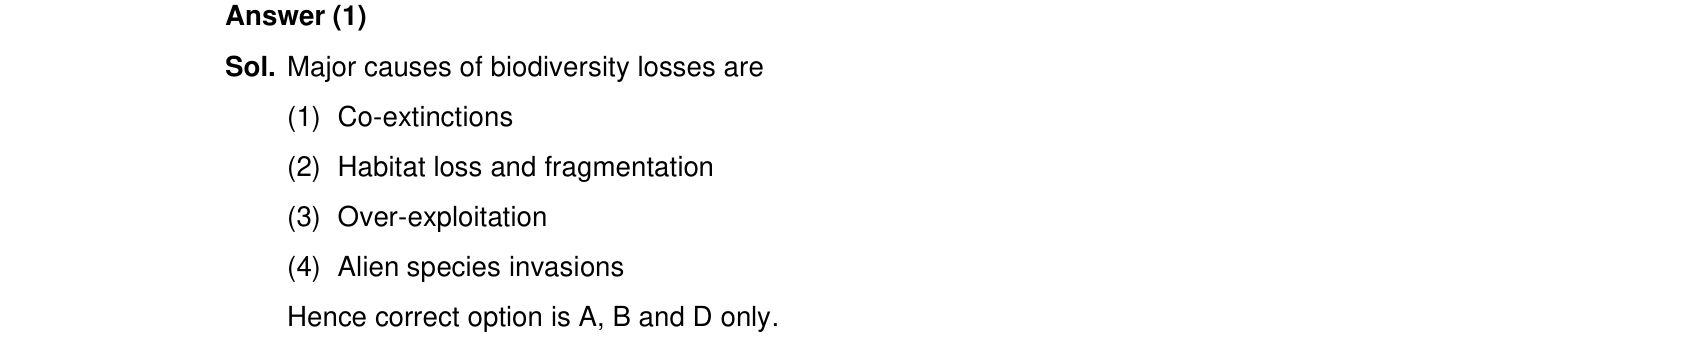 Answer (1)
Sol. Major causes of biodiversity losses are
(1) Co-extinctions
(2) Habitat loss and fragmentation
(3) Over-exploitation
(4) Alien species invasions
Hence correct option is A, B and D only.